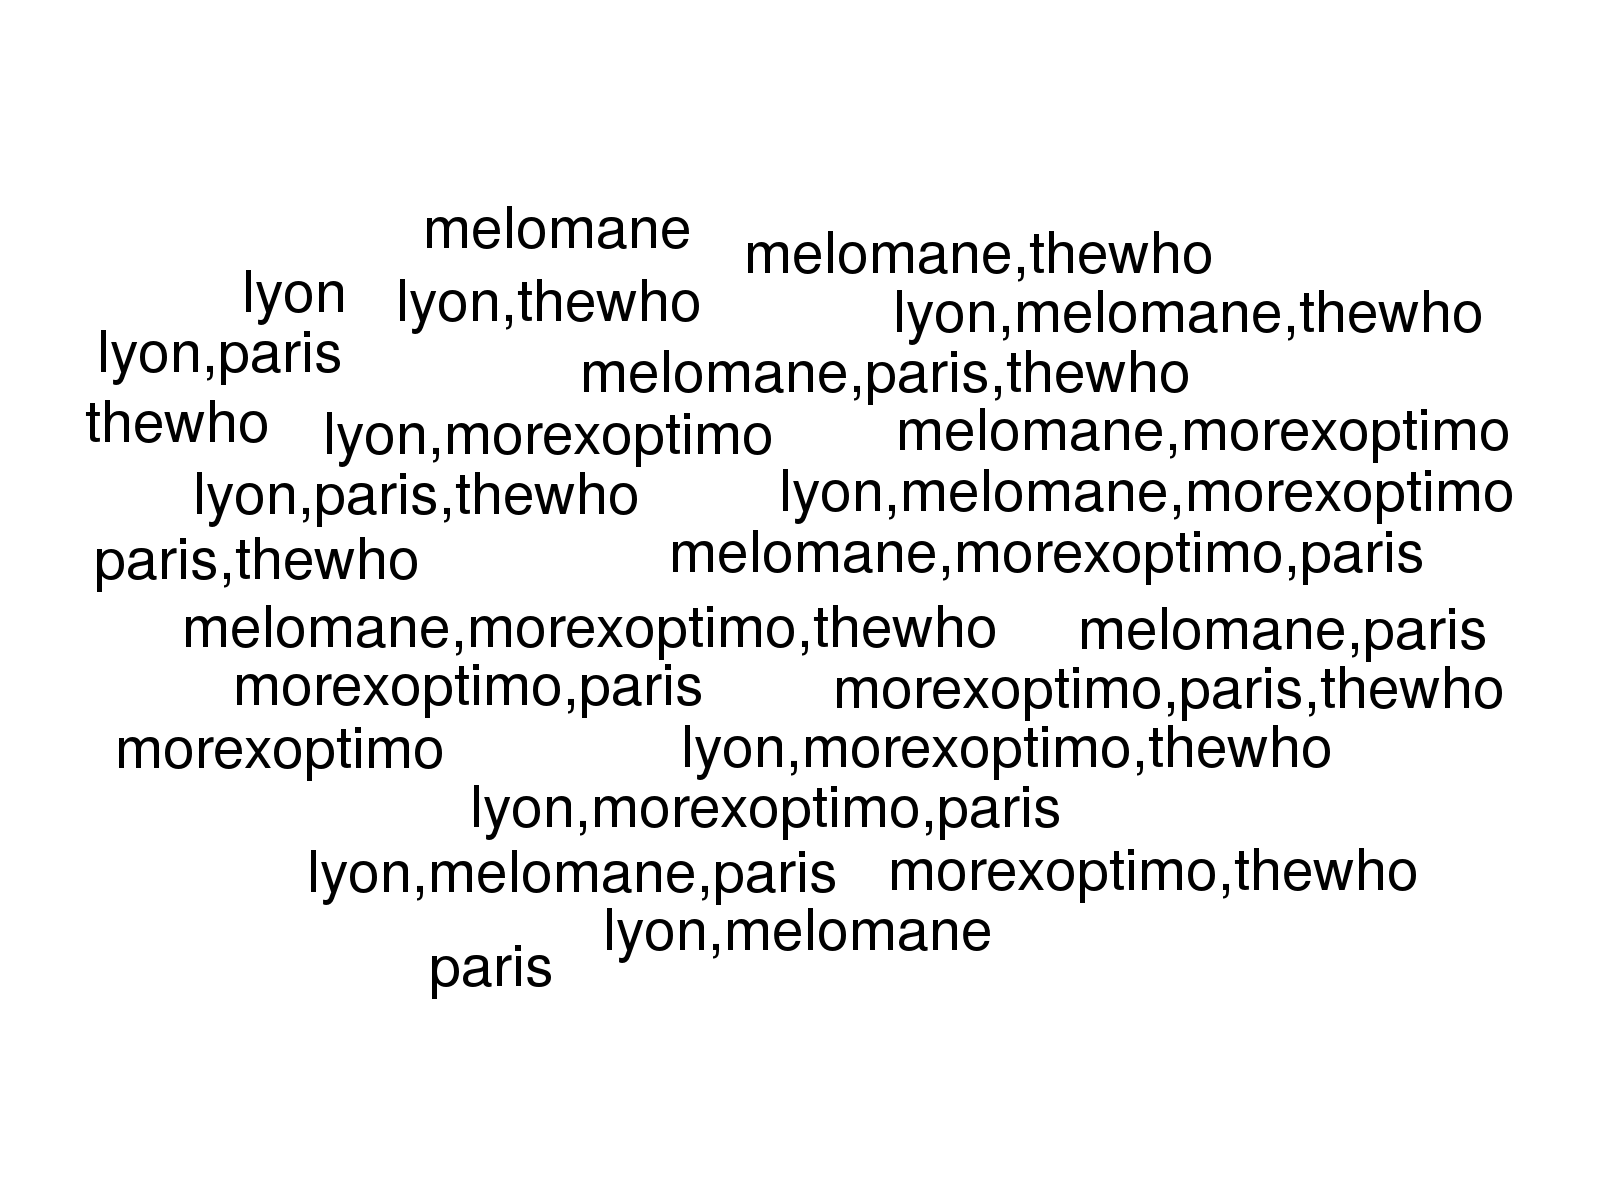 melomane
melomane,thewho
lyon
lyon,thewho
lyon,melomane,thewho
lyon,paris
melomane,paris,thewho
thewho
lyon,morexoptimo
melomane,morexoptimo
lyon,paris,thewho
lyon,melomane,morexoptimo
paris,thewho
melomane,morexoptimo,paris
melomane,morexoptimo,thewho
melomane,paris
morexoptimo,paris
morexoptimo,paris,thewho
morexoptimo
lyon,morexoptimo,thewho
lyon,morexoptimo,paris
lyon,melomane,paris
morexoptimo,thewho
lyon,melomane
paris